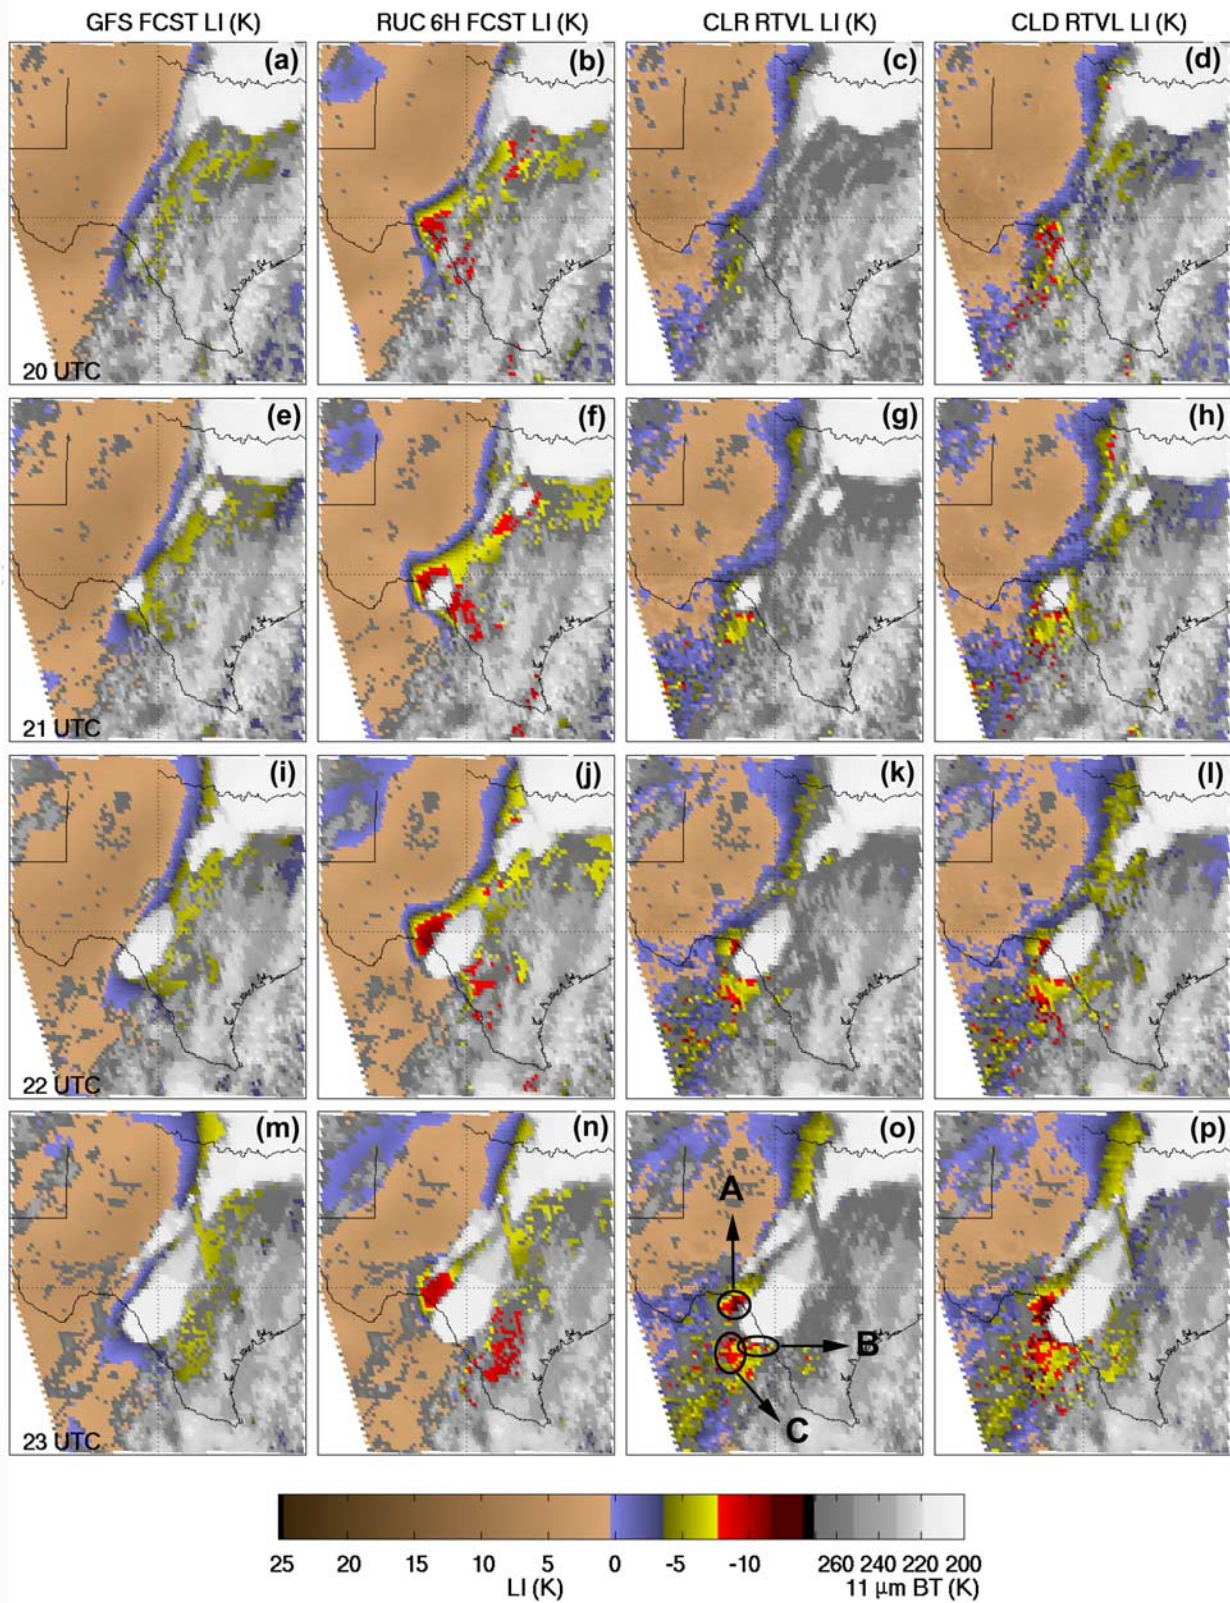 GFS FCST LI (K) RUC 6H FCST LI (K) CLR RTVL LI (K) CLD RTVL LI (K)
(a) (b) (c) (d)
20 UTC
(e) (f) (g) (h)
21 UTC
(i) (j) (k) (l)
22 UTC
(m) (n) (o) (p)
A
B
C
23 UTC
25 20 15 10 5 0 -5 -10 260 240 220 200
LI (K) 11 μm BT (K)